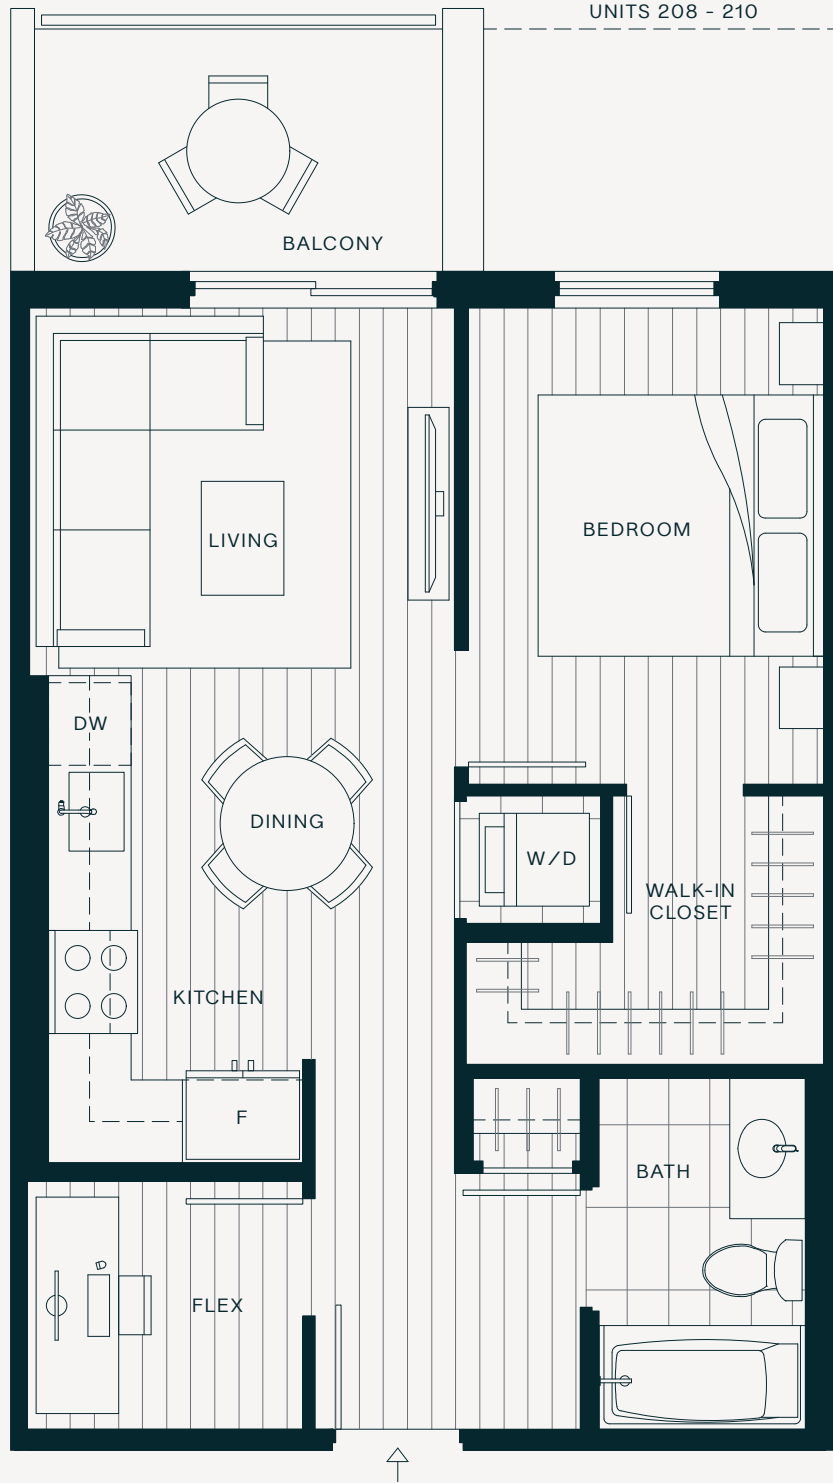 UNITS 208 - 210
BALCONY
LIVING
BEDROOM
DW
DINING
W/D
WALK-IN
CLOSET
KITCHEN
F
BATH
FLEX